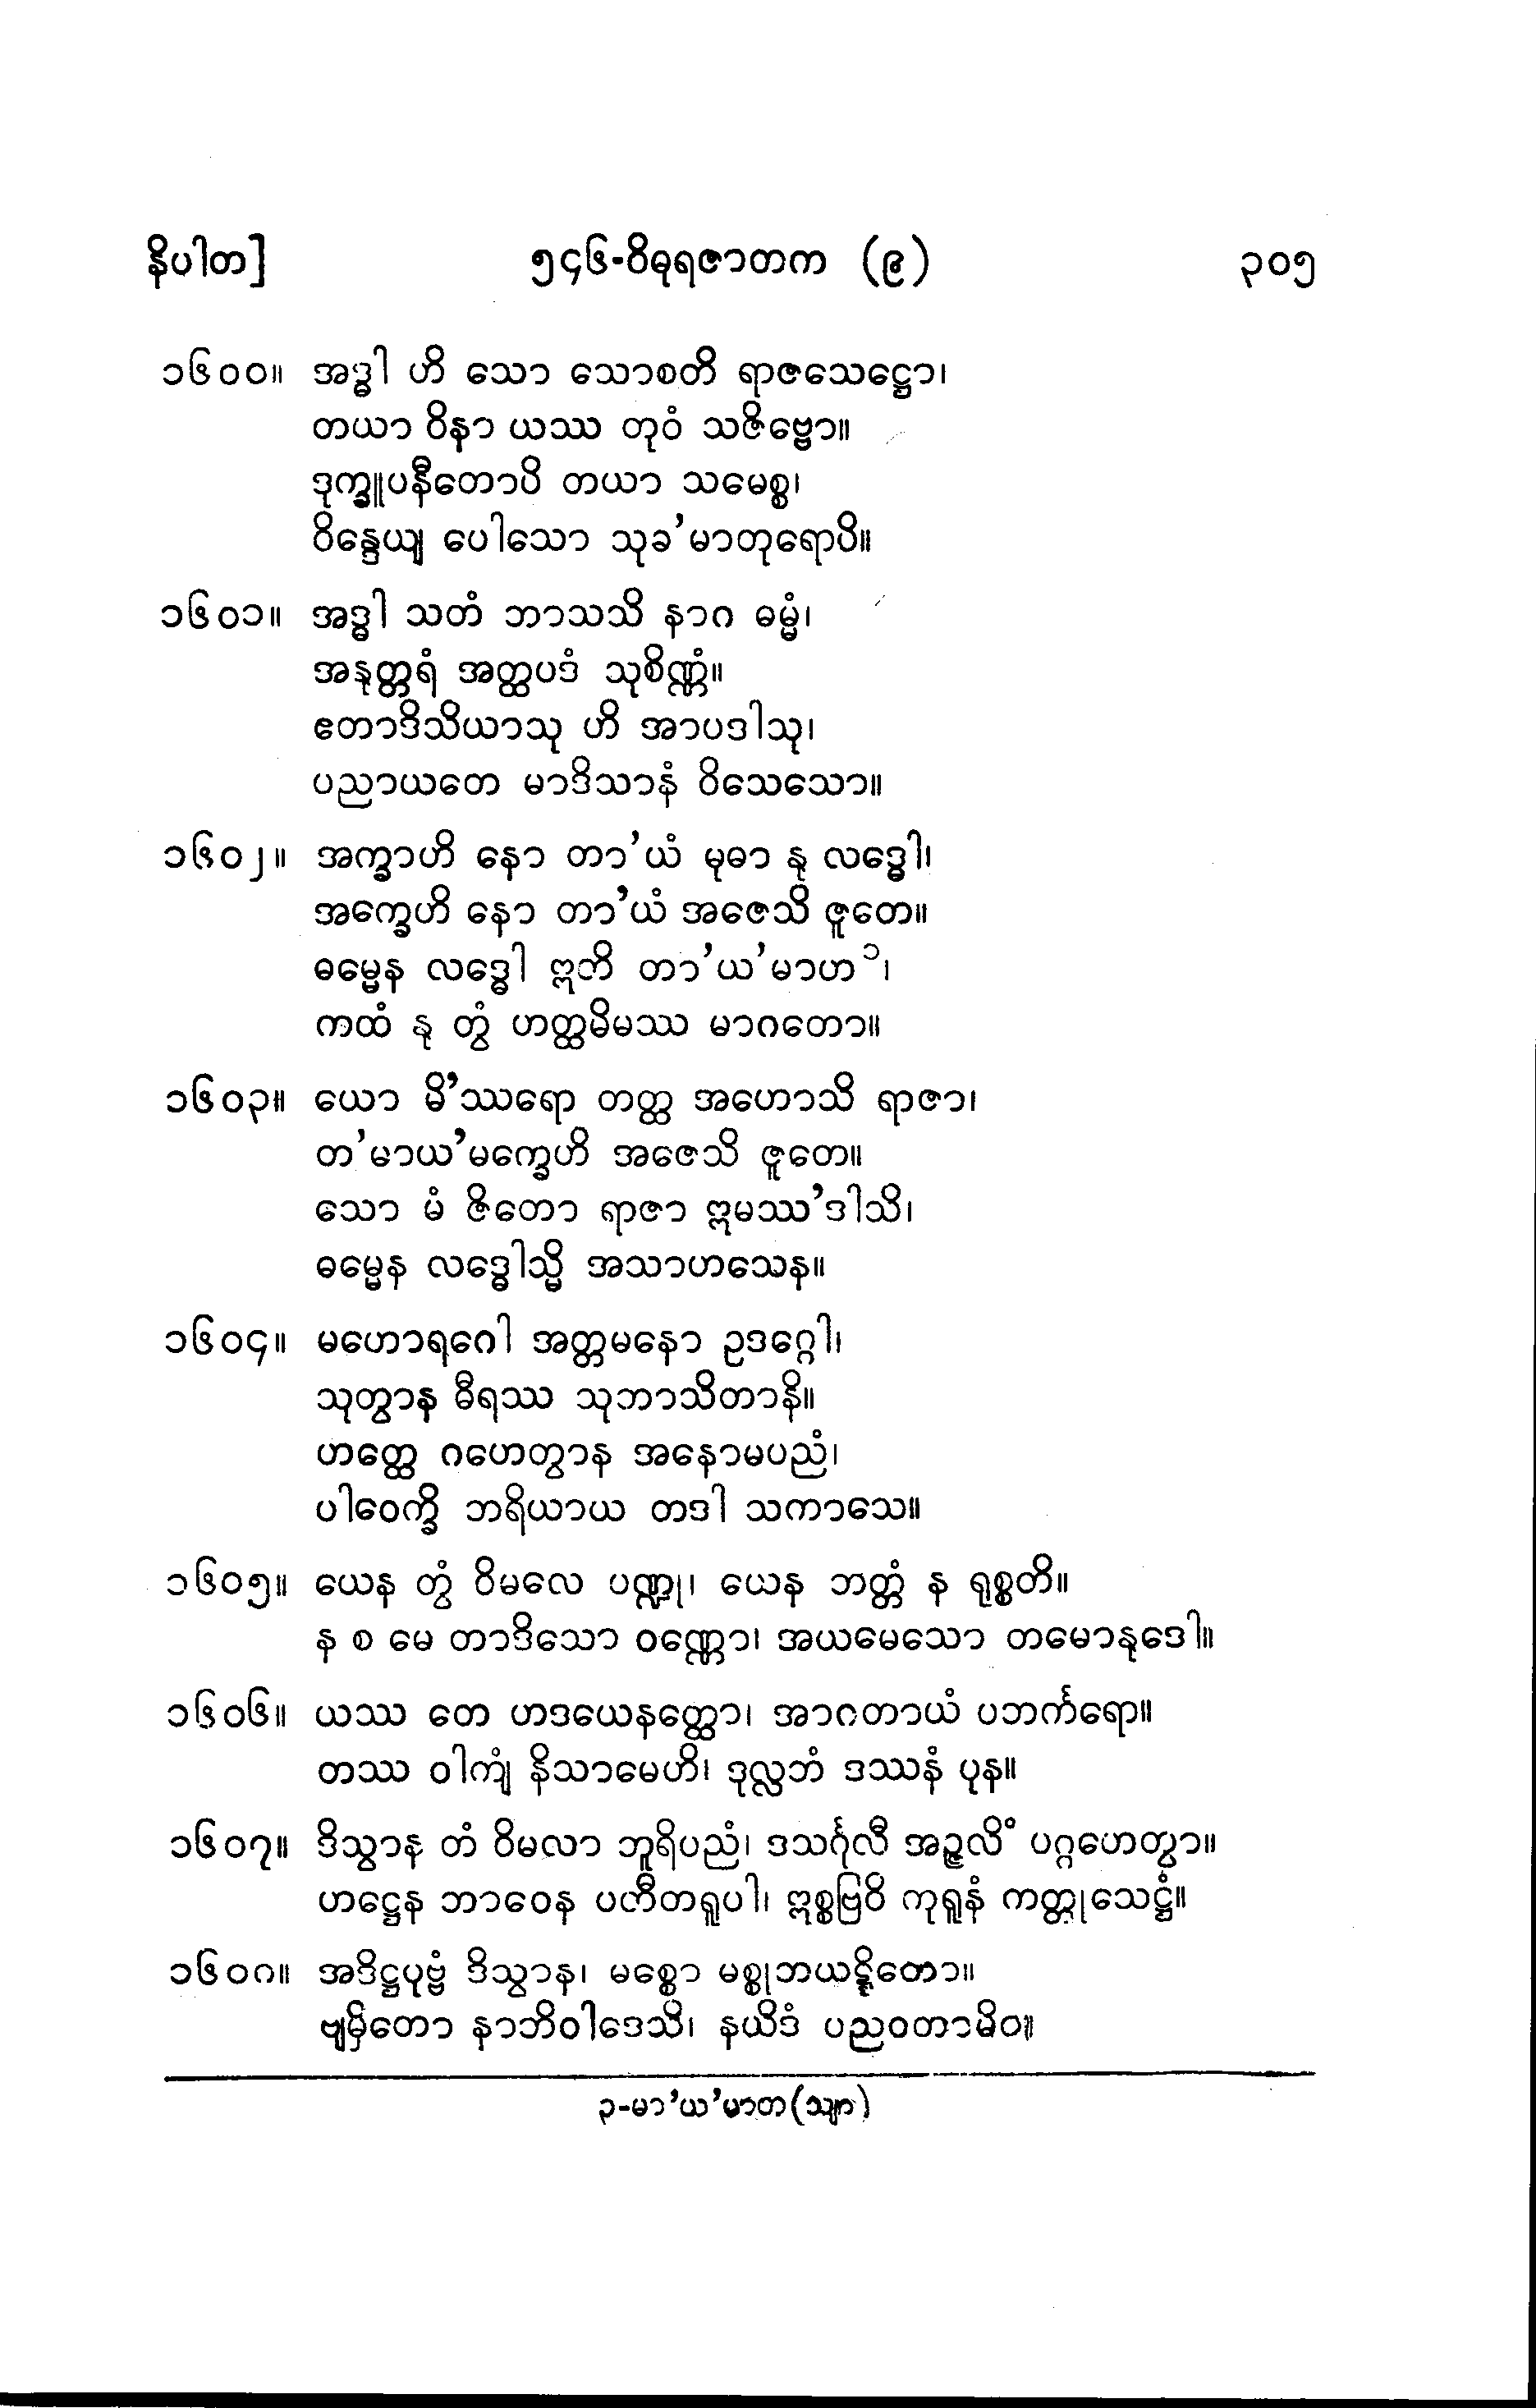 နိပါတ]	၅၄၆-ဝိဓုရဇာတက (၉)	၃၀၅
၁၆၀၀။ အဒ္ဓါ ဟိ သော သောစတိ ရာဇသေဋ္ဌော၊
တယာ ဝိနာ ယဿ တုဝံ သဇိဗ္ဗော။
ဒုက္ခူပနီတောပိ တယာ သမေစ္စ၊
ဝိန္ဒေယျ ပေါသော သုခ’မာတုရောပိ။
၁၆၀၁။ အဒ္ဓါ သတံ ဘာသသိ နာဂ ဓမ္မံ၊
အနုတ္တရံ အတ္ထပဒံ သုစိဏ္ဏံ။
ဧတာဒိသိယာသု ဟိ အာပဒါသု၊
ပညာယတေ မာဒိသာနံ ဝိသေသော။
၁၆၀၂။ အက္ခာဟိ နော တာ’ယံ မုဓာ နု လဒ္ဓေါ၊
အက္ခေဟိ နော တာ’ယံ အဇေသိ ဇူတေ။
ဓမ္မေန လဒ္ဓေါ ဣတိ တာ’ယ’မာဟ ၁၊
ကထံ နု တွံ ဟတ္ထမိမဿ မာဂတော။
၁၆၀၃။ ယော မိ’ဿရော တတ္ထ အဟောသိ ရာဇာ၊
တ’မာယ’မက္ခေဟိ အဇေသိ ဇူတေ။
သော မံ ဇိတော ရာဇာ ဣမဿ’ဒါသိ၊
ဓမ္မေန လဒ္ဓေါသ္မိ အသာဟသေန။
၁၆၀၄။ မဟောရဂေါ အတ္တမနော ဥဒဂ္ဂေါ၊
သုတွာန ဓီရဿ သုဘာသိတာနိ။
ဟတ္ထေ ဂဟေတွာန အနောမပညံ၊
ပါဝေက္ခိ ဘရိယာယ တဒါ သကာသေ။
၁၆၀၅။ ယေန တွံ ဝိမလေ ပဏ္ဍု၊ ယေန ဘတ္တံ န ရုစ္စတိ။
န စ မေ တာဒိသော ဝဏ္ဏော၊ အယမေသော တမောနုဒေါ။
၁၆၀၆။ ယဿ တေ ဟဒယေနတ္ထော၊ အာဂတာယံ ပဘင်္ကရော။
တဿ ဝါကျံ နိသာမေဟိ၊ ဒုလ္လဘံ ဒဿနံ ပုန။
၁၆၀၇။ ဒိသွာန တံ ဝိမလာ ဘူရိပညံ၊ ဒသင်္ဂုလီ အဉ္ဇလိံ ပဂ္ဂဟေတွာ။
ဟဋ္ဌေန ဘာဝေန ပတီတရူပါ၊ ဣစ္စဗြဝိ ကုရူနံ ကတ္တုသေဋ္ဌံ။
၁၆၀၈။ အဒိဋ္ဌပုဗ္ဗံ ဒိသွာန၊ မစ္စော မစ္စုဘယဋ္ဋိတော။
ဗျမှိတော နာဘိဝါဒေသိ၊ နယိဒံ ပညဝတာမိဝ။
၃-မာ’ယ’မာတ(သျာ)